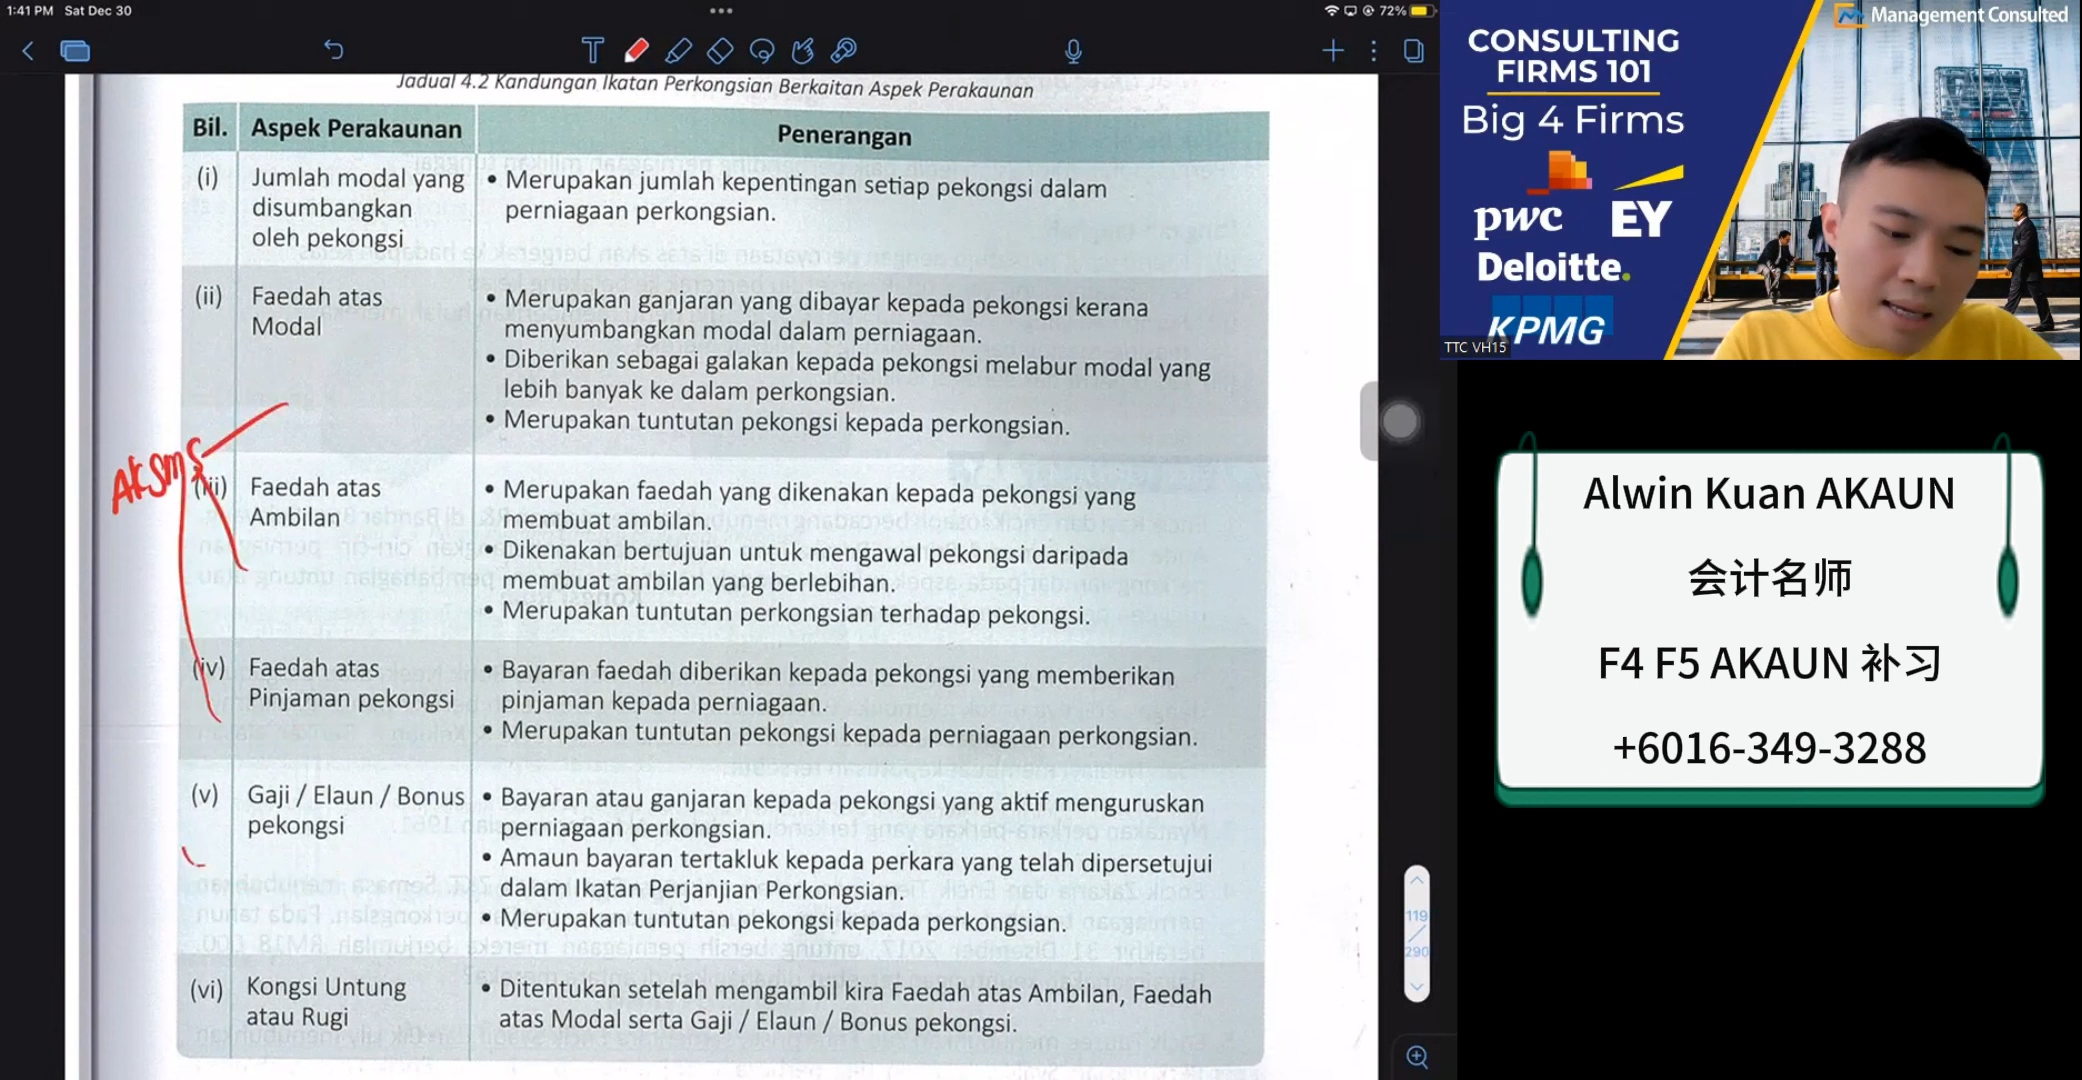 1:41 PM Sat Dec 30
72%
Jadual 4.2 Kandungan Ikatan Perkongsian Berkaitan Aspek Perakaunan
Bil.
Aspek Perakaunan
Penerangan
(i)
Jumlah modal yang
disumbangkan
oleh pekongsi
• Merupakan jumlah kepentingan setiap pekongsi dalam
perniagaan perkongsian.
(ii)
Faedah atas
Modal
• Merupakan ganjaran yang dibayar kepada pekongsi kerana
menyumbangkan modal dalam perniagaan.
• Diberikan sebagai galakan kepada pekongsi melabur modal yang
lebih banyak ke dalam perkongsian.
• Merupakan tuntutan pekongsi kepada perkongsian.
(iii)
Faedah atas
Ambilan
• Merupakan faedah yang dikenakan kepada pekongsi yang
membuat ambilan.
• Dikenakan bertujuan untuk mengawal pekongsi daripada
membuat ambilan yang berlebihan.
• Merupakan tuntutan perkongsian terhadap pekongsi.
(iv)
Faedah atas
Pinjaman pekongsi
• Bayaran faedah diberikan kepada pekongsi yang memberikan
pinjaman kepada perniagaan.
• Merupakan tuntutan pekongsi kepada perniagaan perkongsian.
(v)
Gaji / Elaun / Bonus
pekongsi
• Bayaran atau ganjaran kepada pekongsi yang aktif menguruskan
perniagaan perkongsian.
• Amaun bayaran tertakluk kepada perkara yang telah dipersetujui
dalam Ikatan Perjanjian Perkongsian.
• Merupakan tuntutan pekongsi kepada perkongsian.
(vi)
Kongsi Untung
atau Rugi
• Ditentukan setelah mengambil kira Faedah atas Ambilan, Faedah
atas Modal serta Gaji / Elaun / Bonus pekongsi.
119
290
Management Consulted
CONSULTING
FIRMS 101
Big 4 Firms
pwc
EY
Deloitte.
KPMG
TTC VH15
Alwin Kuan AKAUN
会计名师
F4 F5 AKAUN 补习
+6016-349-3288